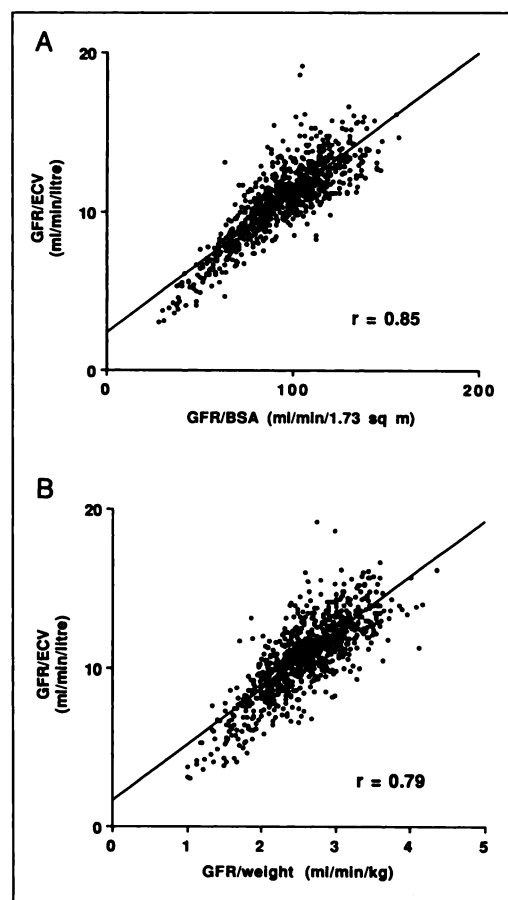 A
20
10
0
GFR/ECV
(ml/min/litre)
r = 0.85
0 100 200
GFR/BSA (ml/min/1.73 sq m)
B
20
10
0
GFR/ECV
(ml/min/litre)
r = 0.79
0 1 2 3 4 5
GFR/weight (ml/min/kg)